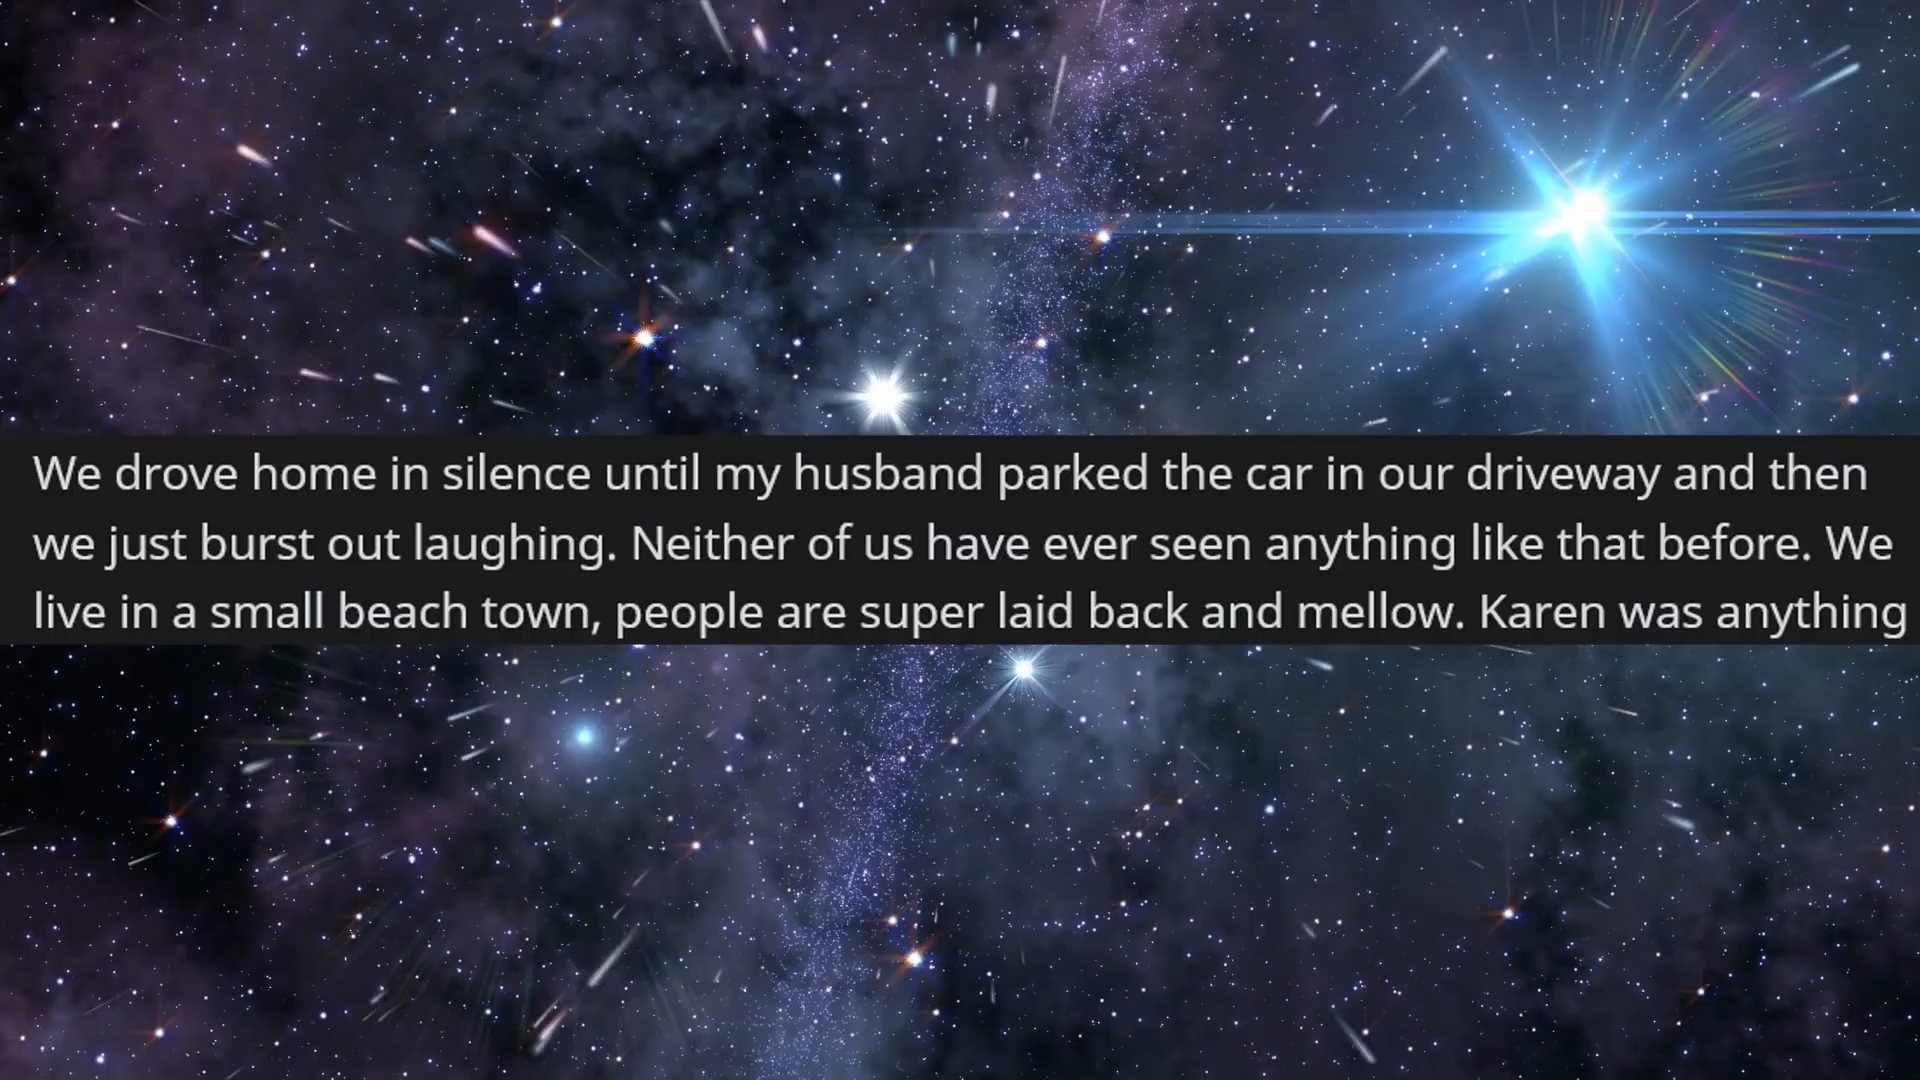 We drove home in silence until my husband parked the car in our driveway and then
we just burst out laughing. Neither of us have ever seen anything like that before. We
live in a small beach town, people are super laid back and mellow. Karen was anything